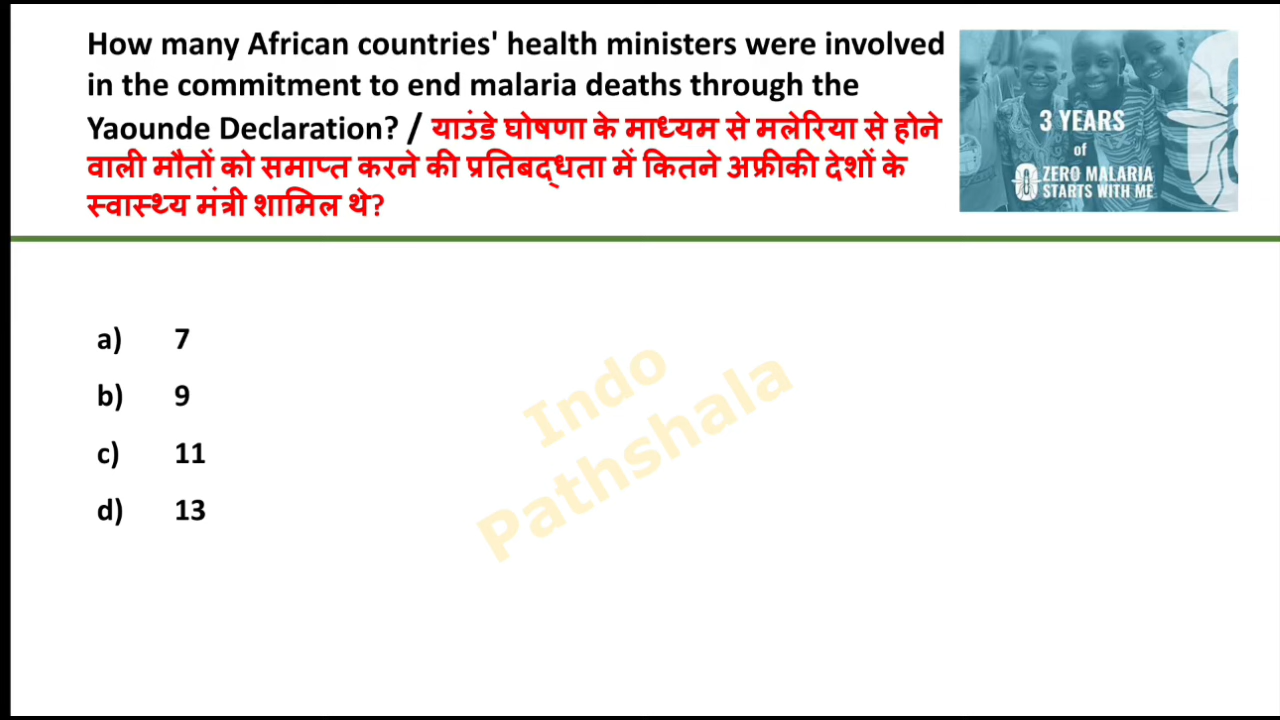 How many African countries' health ministers were involved
in the commitment to end malaria deaths through the
Yaounde Declaration? / याउंडे घोषणा के माध्यम से मलेरिया से होने
वाली मौतों को समाप्त करने की प्रतिबद्धता में कितने अफ्रीकी देशों के
स्वास्थ्य मंत्री शामिल थे?
3 YEARS
of
ZERO MALARIA
STARTS WITH ME
a) 7
b) 9
c) 11
d) 13
Indo
Pathshala